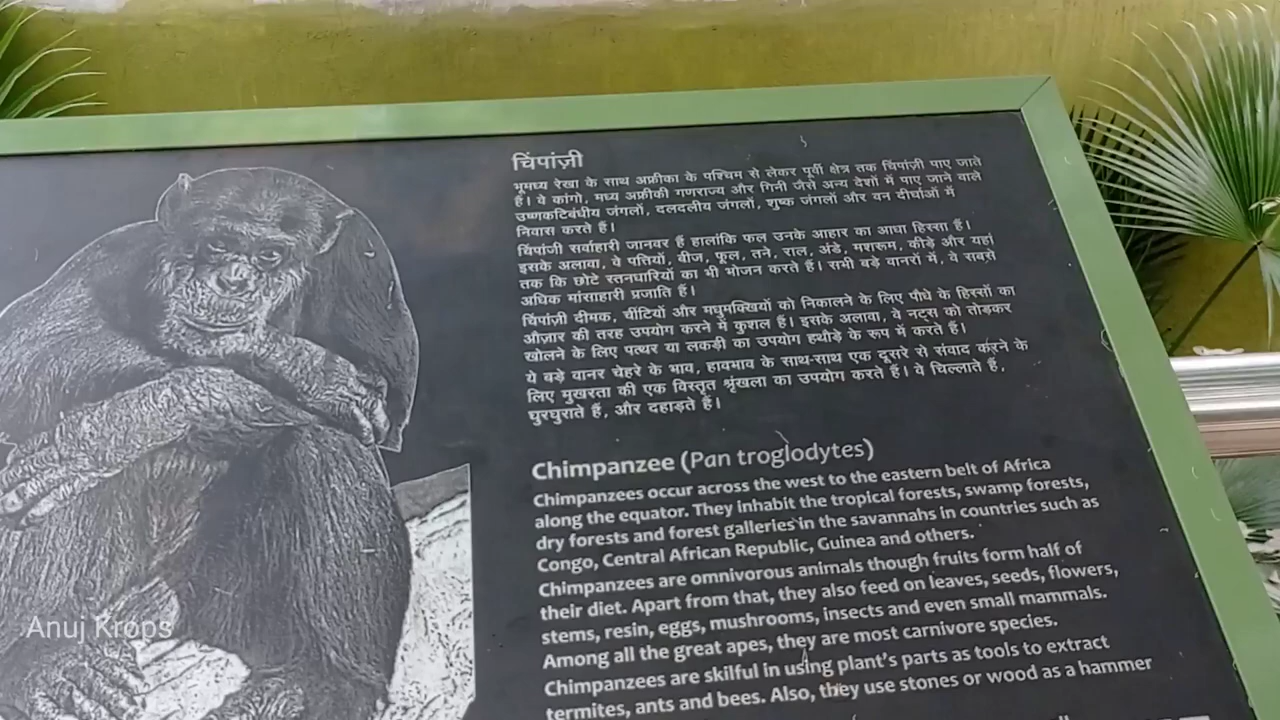 चिंपांज़ी
भूमध्य रेखा के साथ अफ्रीका के पश्चिम से लेकर पूर्वी क्षेत्र तक चिंपांज़ी पाए जाते
हैं। वे कांगो, मध्य अफ्रीकी गणराज्य और गिनी जैसे अन्य देशों में पाए जाने वाले
उष्णकटिबंधीय जंगलों, दलदलीय जंगलों, शुष्क जंगलों और वन दीर्घाओं में
निवास करते हैं।
चिंपांज़ी सर्वाहारी जानवर हैं हालांकि फल उनके आहार का आधा हिस्सा हैं।
इसके अलावा, वे पत्तियों, बीज, फूल, तने, राल, अंडे, मशरूम, कीड़े और यहां
तक कि छोटे स्तनधारियों का भी भोजन करते हैं। सभी बड़े वानरों में, वे सबसे
अधिक मांसाहारी प्रजाति हैं।
चिंपांज़ी दीमक, चींटियों और मधुमक्खियों को निकालने के लिए पौधे के हिस्सों का
औज़ार की तरह उपयोग करने में कुशल हैं। इसके अलावा, वे नट्स को तोड़कर
खोलने के लिए पत्थर या लकड़ी का उपयोग हथौड़े के रूप में करते हैं।
ये बड़े वानर चेहरे के भाव, हावभाव के साथ-साथ एक दूसरे से संवाद करने के
लिए मुखरता की एक विस्तृत श्रृंखला का उपयोग करते हैं। वे चिल्लाते हैं,
घुरघुराते हैं, और दहाड़ते हैं।
Chimpanzee (Pan troglodytes)
Chimpanzees occur across the west to the eastern belt of Africa
along the equator. They inhabit the tropical forests, swamp forests,
dry forests and forest galleries in the savannahs in countries such as
Congo, Central African Republic, Guinea and others.
Chimpanzees are omnivorous animals though fruits form half of
their diet. Apart from that, they also feed on leaves, seeds, flowers,
stems, resin, eggs, mushrooms, insects and even small mammals.
Among all the great apes, they are most carnivore species.
Chimpanzees are skilful in using plant's parts as tools to extract
termites, ants and bees. Also, they use stones or wood as a hammer
Anuj Krops